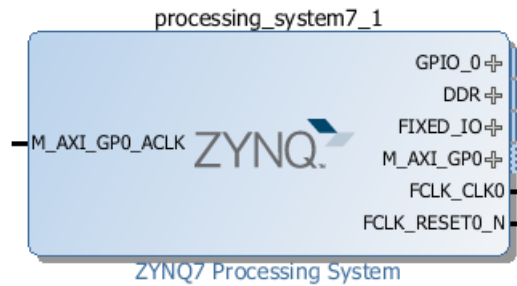 processing_system7_1
GPIO_0
DDR
FIXED_IO
M_AXI_GP0_ACLK
ZYNQ
M_AXI_GP0
FCLK_CLK0
FCLK_RESET0_N
ZYNQ7 Processing System